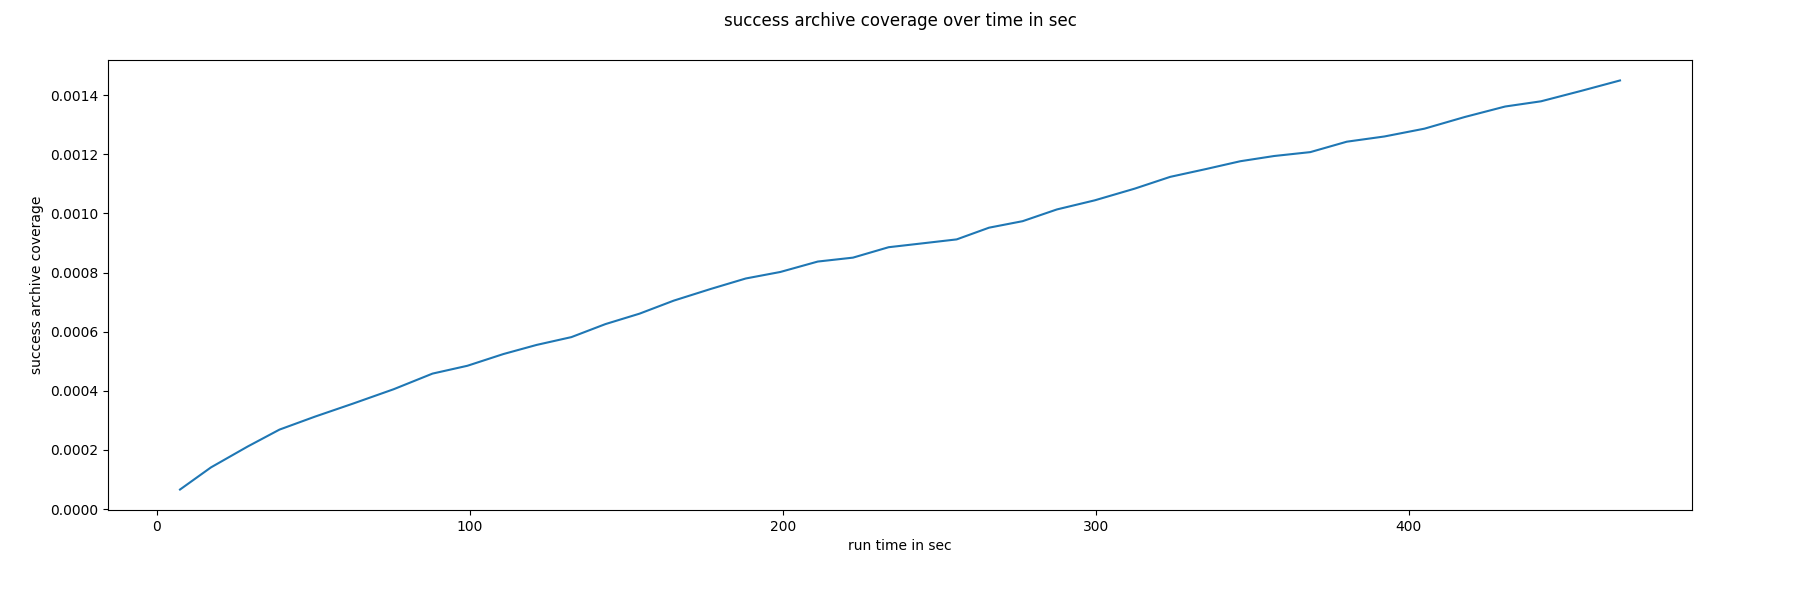 success archive coverage over time in sec
success archive coverage
0.0014
0.0012
0.0010
0.0008
0.0006
0.0004
0.0002
0.0000
0 100 200 300 400
run time in sec